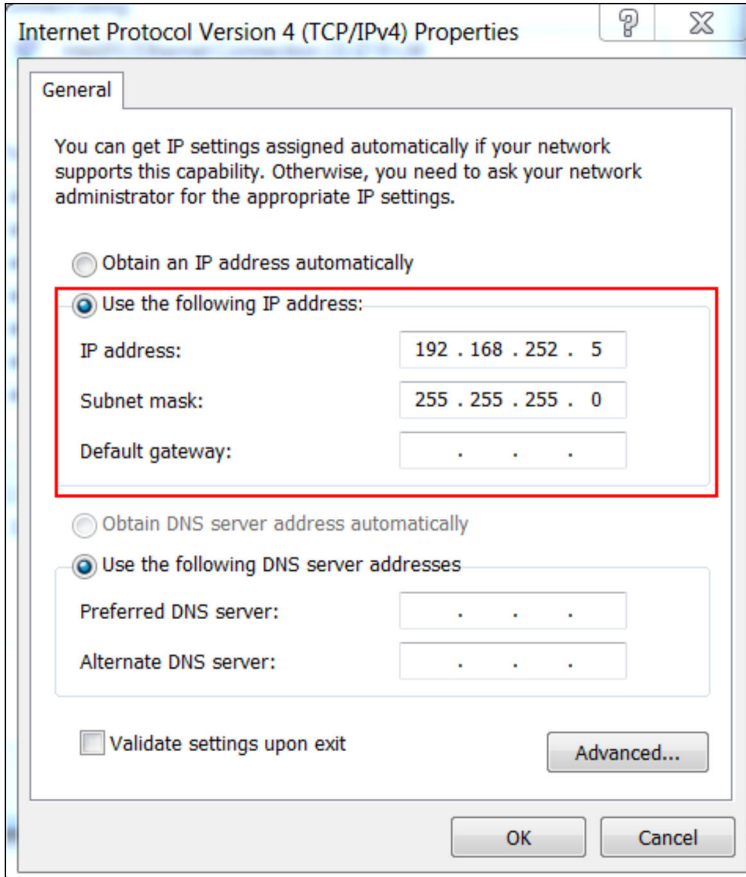 Internet Protocol Version 4 (TCP/IPv4) Properties
General
You can get IP settings assigned automatically if your network
supports this capability. Otherwise, you need to ask your network
administrator for the appropriate IP settings.
Obtain an IP address automatically
Use the following IP address:
IP address: 192 . 168 . 252 . 5
Subnet mask: 255 . 255 . 255 . 0
Default gateway: . . .
Obtain DNS server address automatically
Use the following DNS server addresses
Preferred DNS server: . . .
Alternate DNS server: . . .
Validate settings upon exit
Advanced...
OK Cancel